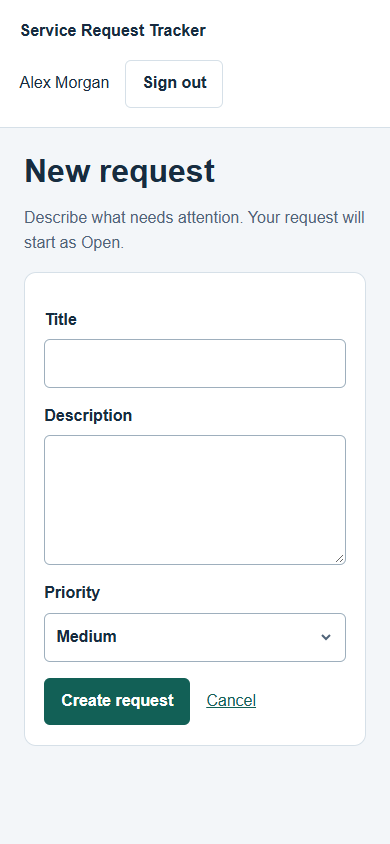 Service Request Tracker
Alex Morgan
Sign out
New request
Describe what needs attention. Your request will
start as Open.
Title
Description
Priority
Medium
Create request
Cancel